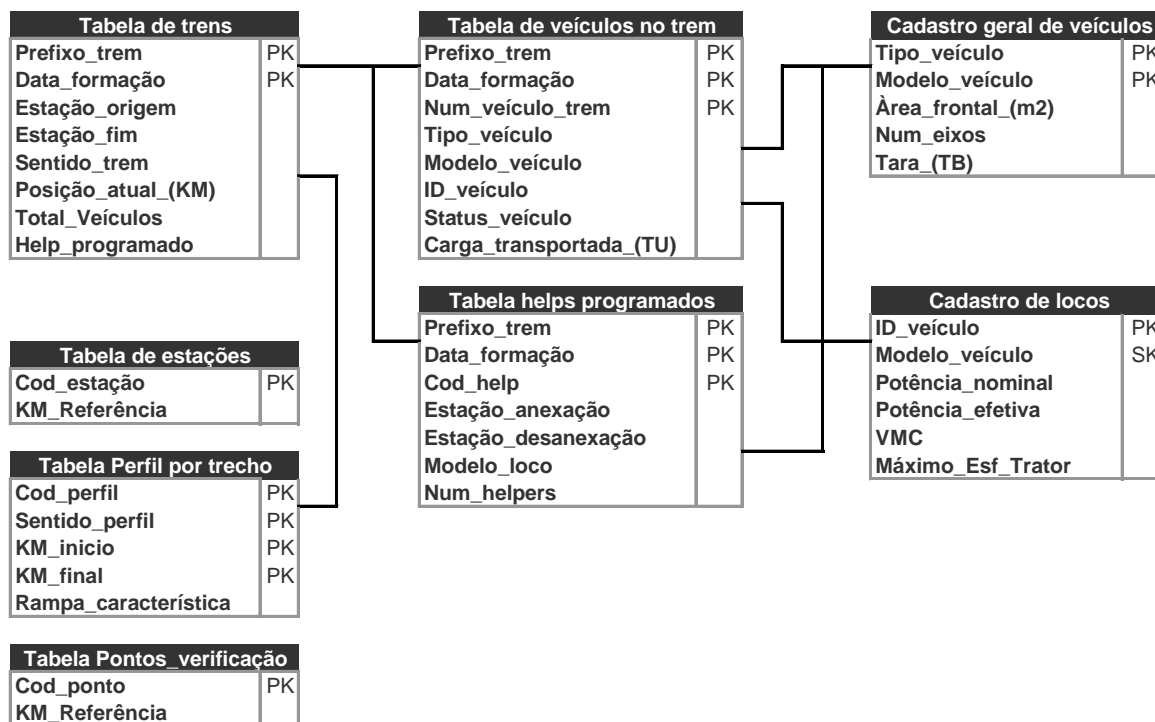 Tabela de trens
Prefixo_trem PK
Data_formação PK
Estação_origem
Estação_fim
Sentido_trem
Posição_atual_(KM)
Total_Veículos
Help_programado
Tabela de estações
Cod_estação PK
KM_Referência
Tabela Perfil por trecho
Cod_perfil PK
Sentido_perfil PK
KM_inicio PK
KM_final PK
Rampa_característica
Tabela Pontos_verificação
Cod_ponto PK
KM_Referência
Tabela de veículos no trem
Prefixo_trem PK
Data_formação PK
Num_veículo_trem PK
Tipo_veículo
Modelo_veículo
ID_veículo
Status_veículo
Carga_transportada_(TU)
Tabela helps programados
Prefixo_trem PK
Data_formação PK
Cod_help PK
Estação_anexação
Estação_desanexação
Modelo_loco
Num_helpers
Cadastro geral de veículos
Tipo_veículo PK
Modelo_veículo PK
Àrea_frontal_(m2)
Num_eixos
Tara_(TB)
Cadastro de locos
ID_veículo PK
Modelo_veículo SK
Potência_nominal
Potência_efetiva
VMC
Máximo_Esf_Trator